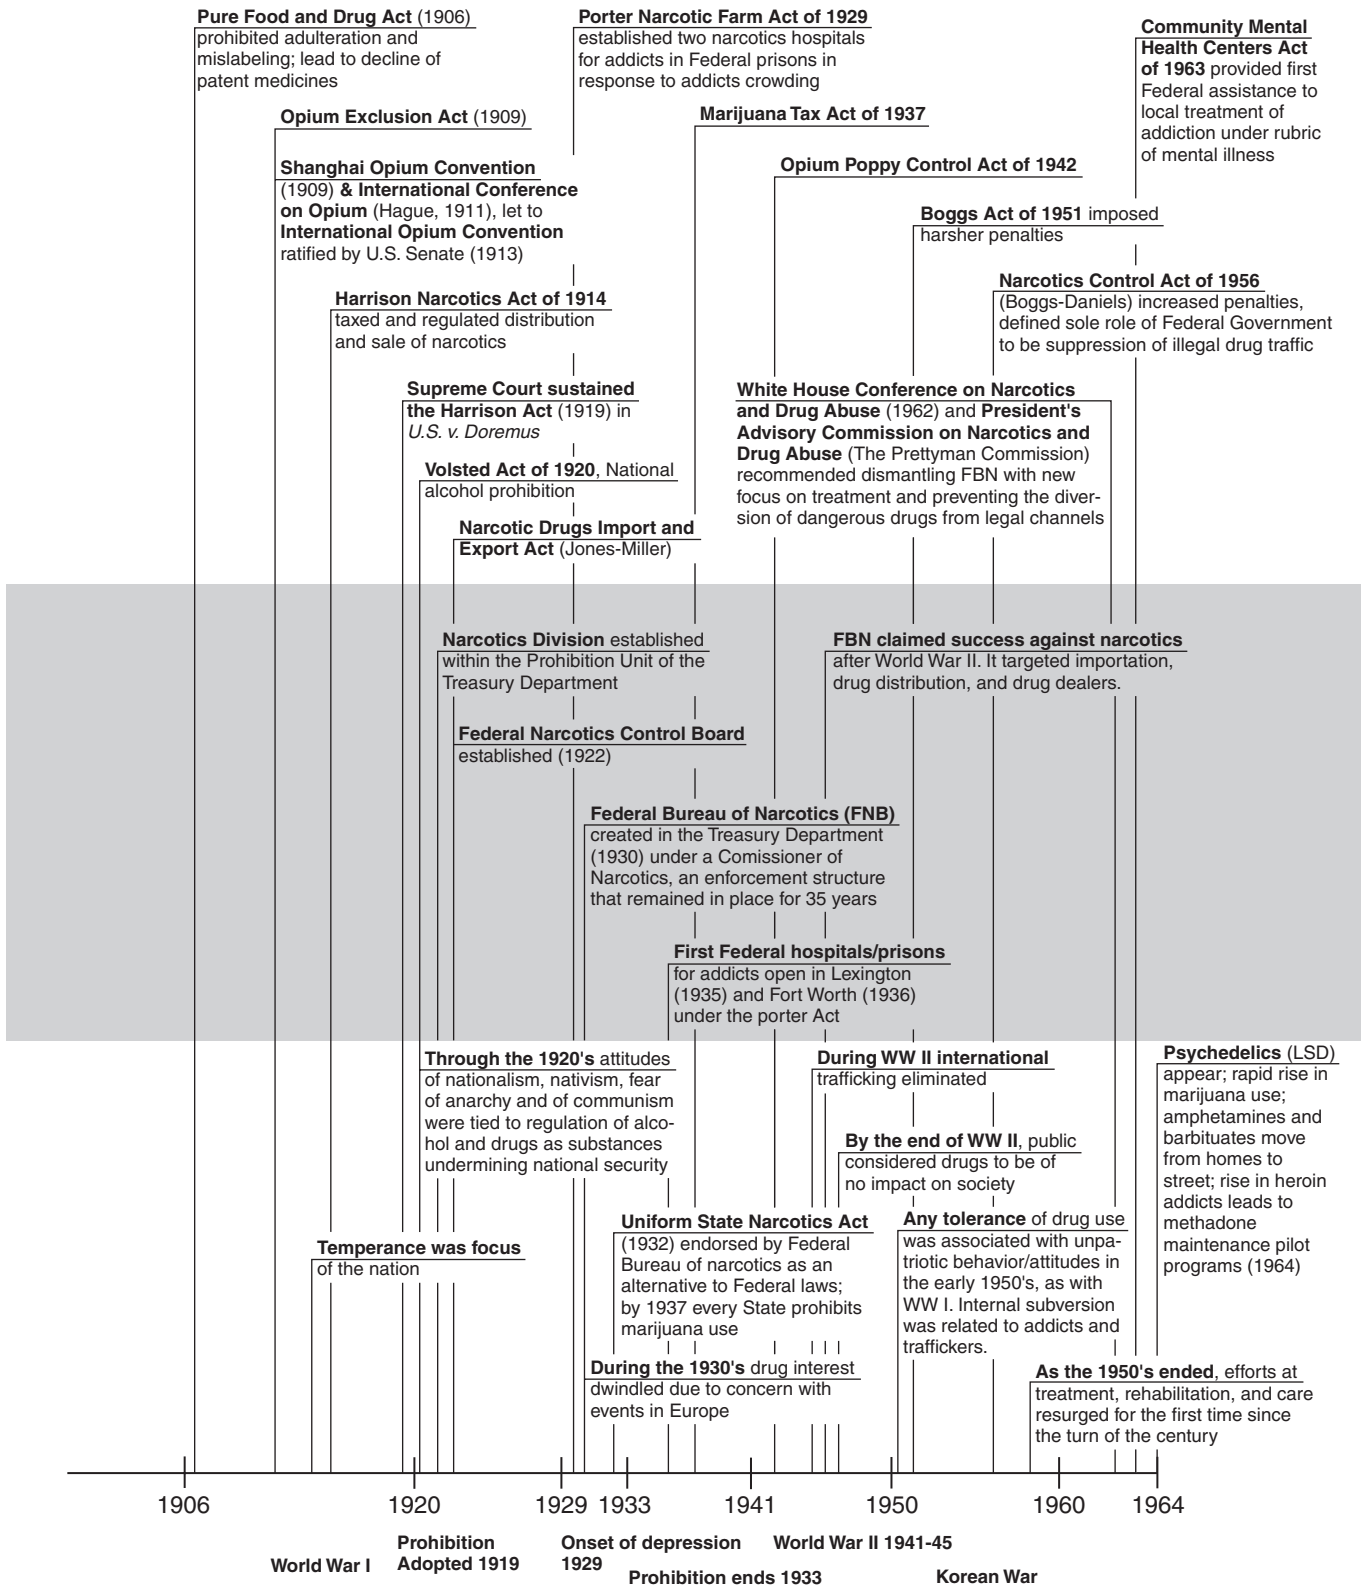 Pure Food and Drug Act (1906)
prohibited adulteration and
mislabeling; lead to decline of
patent medicines
Porter Narcotic Farm Act of 1929
established two narcotics hospitals
for addicts in Federal prisons in
response to addicts crowding
Community Mental
Health Centers Act
of 1963 provided first
Federal assistance to
local treatment of
addiction under rubric
of mental illness
Opium Exclusion Act (1909)
Marijuana Tax Act of 1937
Shanghai Opium Convention
(1909) & International Conference
on Opium (Hague, 1911), let to
International Opium Convention
ratified by U.S. Senate (1913)
Opium Poppy Control Act of 1942
Boggs Act of 1951 imposed
harsher penalties
Narcotics Control Act of 1956
(Boggs-Daniels) increased penalties,
defined sole role of Federal Government
to be suppression of illegal drug traffic
Harrison Narcotics Act of 1914
taxed and regulated distribution
and sale of narcotics
Supreme Court sustained
the Harrison Act (1919) in
U.S. v. Doremus
White House Conference on Narcotics
and Drug Abuse (1962) and President's
Advisory Commission on Narcotics and
Drug Abuse (The Prettyman Commission)
recommended dismantling FBN with new
focus on treatment and preventing the diver-
sion of dangerous drugs from legal channels
Volsted Act of 1920, National
alcohol prohibition
Narcotic Drugs Import and
Export Act (Jones-Miller)
Narcotics Division established
within the Prohibition Unit of the
Treasury Department
FBN claimed success against narcotics
after World War II. It targeted importation,
drug distribution, and drug dealers.
Federal Narcotics Control Board
established (1922)
Federal Bureau of Narcotics (FNB)
created in the Treasury Department
(1930) under a Comissioner of
Narcotics, an enforcement structure
that remained in place for 35 years
First Federal hospitals/prisons
for addicts open in Lexington
(1935) and Fort Worth (1936)
under the porter Act
Through the 1920's attitudes
of nationalism, nativism, fear
of anarchy and of communism
were tied to regulation of alco-
hol and drugs as substances
undermining national security
During WW II international
trafficking eliminated
Psychedelics (LSD)
appear; rapid rise in
marijuana use;
amphetamines and
barbituates move
from homes to
street; rise in heroin
addicts leads to
methadone
maintenance pilot
programs (1964)
By the end of WW II, public
considered drugs to be of
no impact on society
Uniform State Narcotics Act
(1932) endorsed by Federal
Bureau of narcotics as an
alternative to Federal laws;
by 1937 every State prohibits
marijuana use
Any tolerance of drug use
was associated with unpa-
triotic behavior/attitudes in
the early 1950's, as with
WW I. Internal subversion
was related to addicts and
traffickers.
Temperance was focus
of the nation
During the 1930's drug interest
dwindled due to concern with
events in Europe
As the 1950's ended, efforts at
treatment, rehabilitation, and care
resurged for the first time since
the turn of the century
1906 1920 1929 1933 1941 1950 1960 1964
World War I
Prohibition
Adopted 1919
Onset of depression
1929
Prohibition ends 1933
World War II 1941-45
Korean War